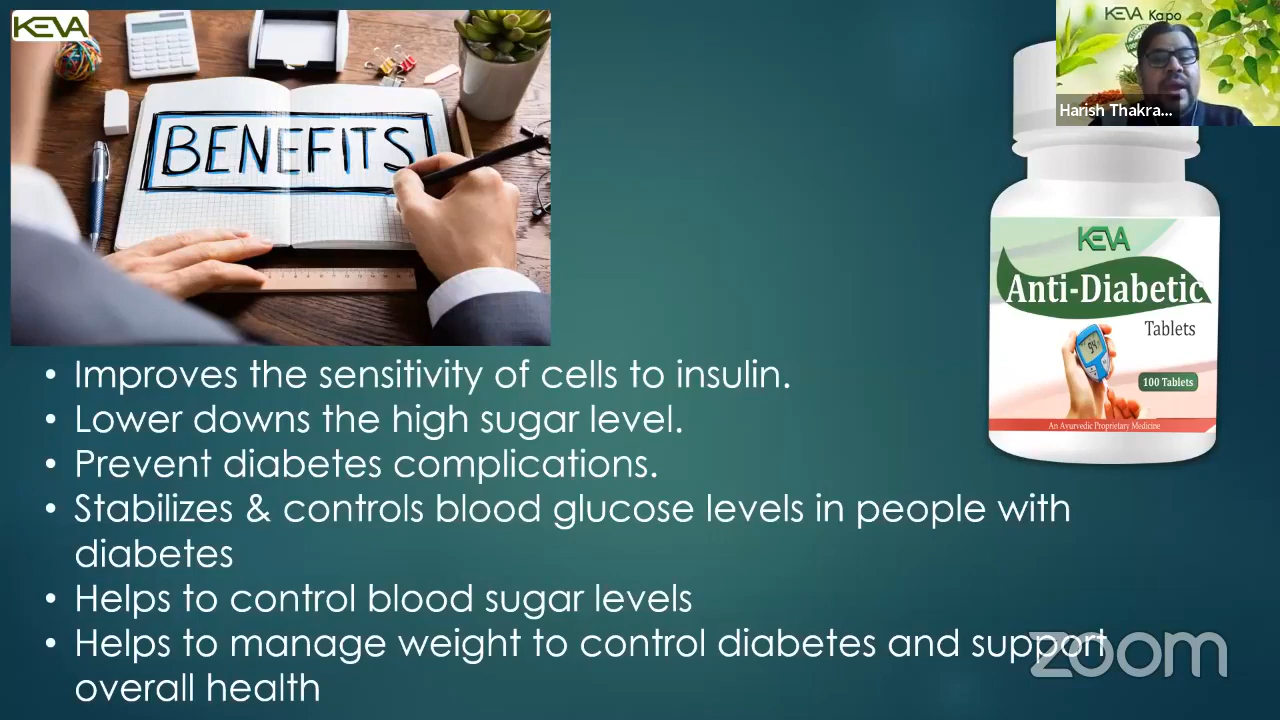 KEVA
BENEFITS
KEVA Kapo
Harish Thakra...
KEVA
Anti-Diabetic
Tablets
94
100 Tablets
An Ayurvedic Proprietary Medicine
• Improves the sensitivity of cells to insulin.
• Lower downs the high sugar level.
• Prevent diabetes complications.
• Stabilizes & controls blood glucose levels in people with
diabetes
• Helps to control blood sugar levels
• Helps to manage weight to control diabetes and support
overall health
zoom